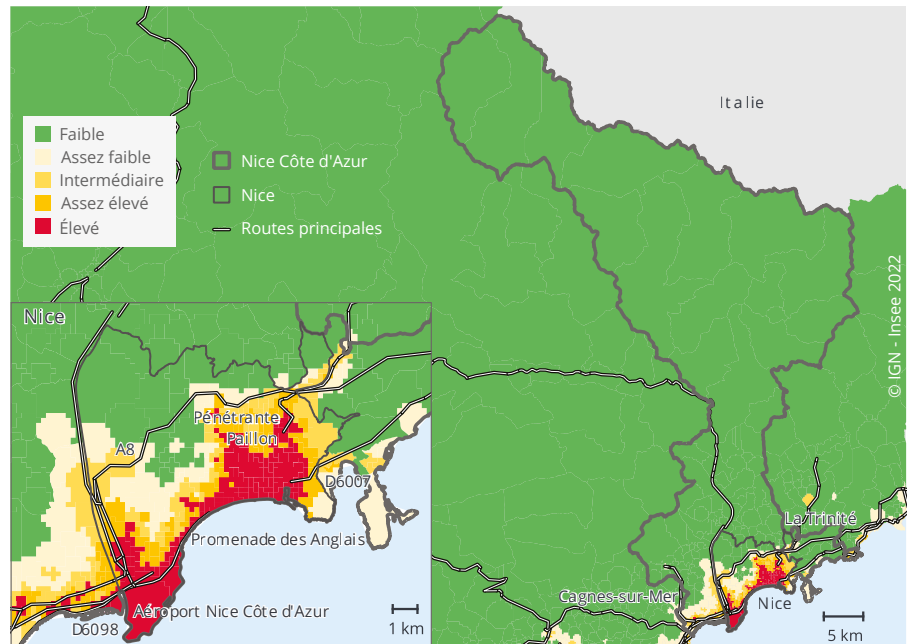 Italie
Faible
Assez faible
Intermédiaire
Assez élevé
Élevé
Nice Côte d'Azur
Nice
Routes principales
© IGN - Insee 2022
Nice
Pénétrante
Paillon
A8
D6007
Promenade des Anglais
Aéroport Nice Côte d'Azur
D6098
1 km
La Trinité
Cagnes-sur-Mer
Nice
5 km